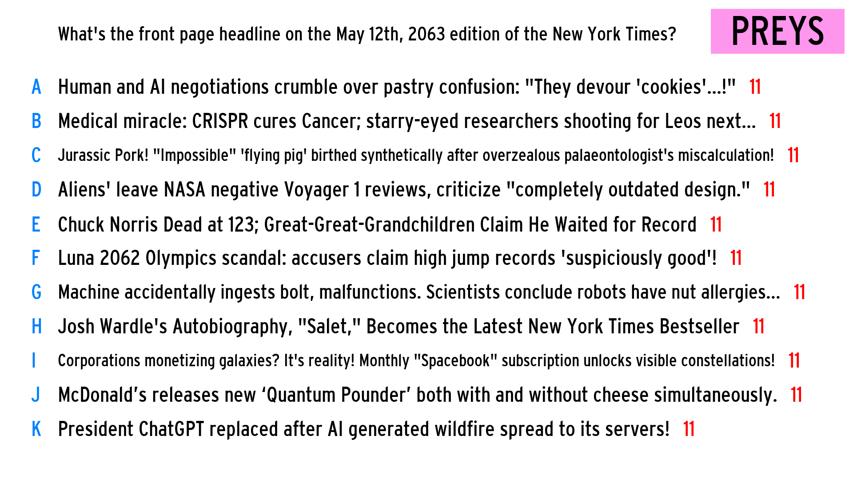 What's the front page headline on the May 12th, 2063 edition of the New York Times?
PREYS
A Human and AI negotiations crumble over pastry confusion: "They devour 'cookies'...!" 11
B Medical miracle: CRISPR cures Cancer; starry-eyed researchers shooting for Leos next... 11
C Jurassic Pork! "Impossible" 'flying pig' birthed synthetically after overzealous palaeontologist's miscalculation! 11
D Aliens' leave NASA negative Voyager 1 reviews, criticize "completely outdated design." 11
E Chuck Norris Dead at 123; Great-Great-Grandchildren Claim He Waited for Record 11
F Luna 2062 Olympics scandal: accusers claim high jump records 'suspiciously good'! 11
G Machine accidentally ingests bolt, malfunctions. Scientists conclude robots have nut allergies... 11
H Josh Wardle's Autobiography, "Salet," Becomes the Latest New York Times Bestseller 11
I Corporations monetizing galaxies? It's reality! Monthly "Spacebook" subscription unlocks visible constellations! 11
J McDonald’s releases new ‘Quantum Pounder’ both with and without cheese simultaneously. 11
K President ChatGPT replaced after AI generated wildfire spread to its servers! 11